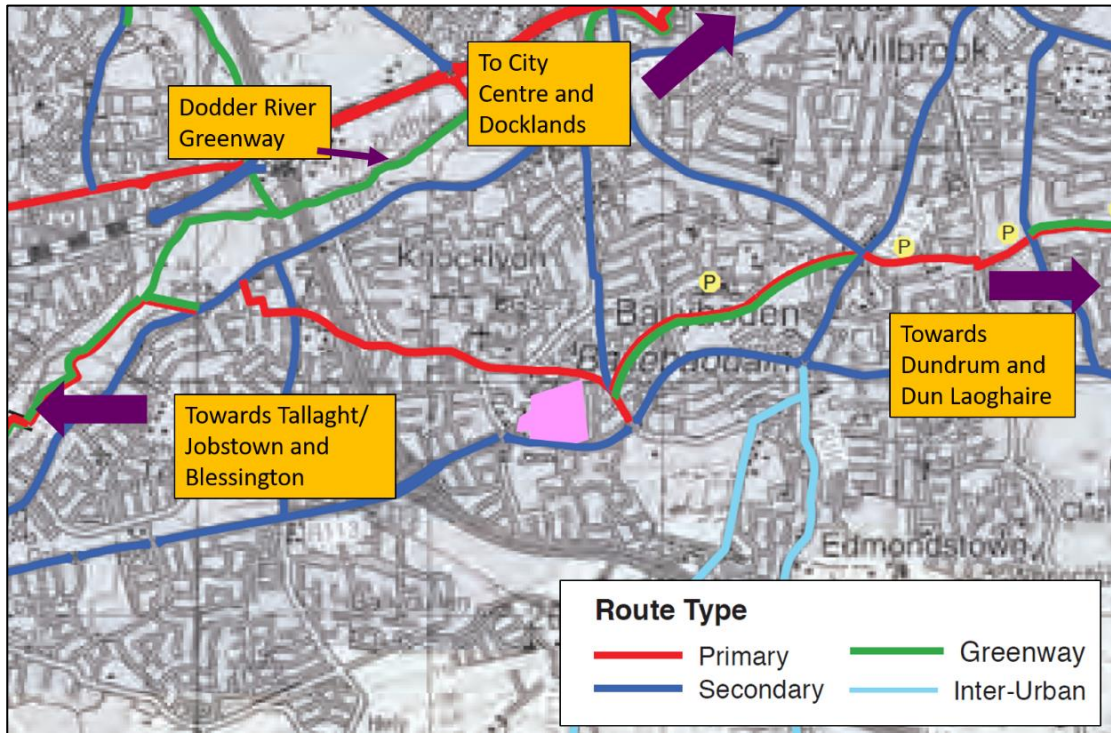 Willbrook
To City
Centre and
Docklands
Dodder River
Greenway
Knocklyon
P
P
P
Ballyboden
Towards
Dundrum and
Dun Laoghaire
Towards Tallaght/
Jobstown and
Blessington
Edmondstown
Route Type
Primary
Greenway
Secondary
Inter-Urban